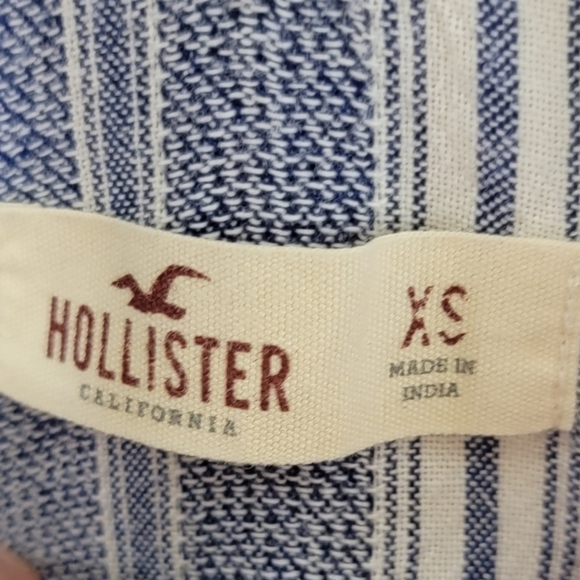 HOLLISTER
CALIFORNIA
XS
MADE IN
INDIA